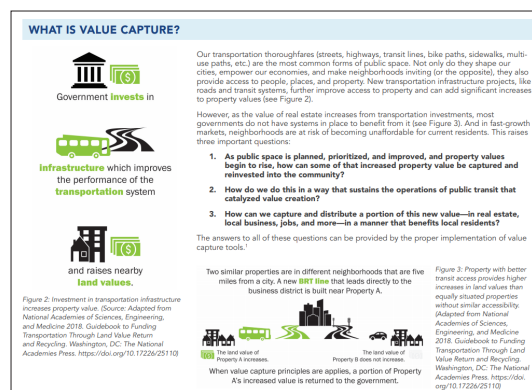 WHAT IS VALUE CAPTURE?
Government invests in
infrastructure which improves
the performance of the
transportation system
and raises nearby
land values.
Figure 2: Investment in transportation infrastructure
increases property value. (Source: Adapted from
National Academies of Sciences, Engineering,
and Medicine 2018. Guidebook to Funding
Transportation Through Land Value Return
and Recycling. Washington, DC: The National
Academies Press. https://doi.org/10.17226/25110)
Our transportation thoroughfares (streets, highways, transit lines, bike paths, sidewalks, multi-
use paths, etc.) are the most common forms of public space. Not only do they shape our
cities, empower our economies, and make neighborhoods inviting (or the opposite), they also
provide access to people, places, and property. New transportation infrastructure projects, like
roads and transit systems, further improve access to property and can add significant increases
to property values (see Figure 2).
However, as the value of real estate increases from transportation investments, most
governments do not have systems in place to benefit from it (see Figure 3). And in fast-growth
markets, neighborhoods are at risk of becoming unaffordable for current residents. This raises
three important questions:
1. As public space is planned, prioritized, and improved, and property values
begin to rise, how can some of that increased property value be captured and
reinvested into the community?
2. How do we do this in a way that sustains the operations of public transit that
catalyzed value creation?
3. How can we capture and distribute a portion of this new value—in real estate,
local business, jobs, and more—in a manner that benefits local residents?
The answers to all of these questions can be provided by the proper implementation of value
capture tools.¹
Two similar properties are in different neighborhoods that are five
miles from a city. A new BRT line that leads directly to the
business district is built near Property A.
The land value of
Property A increases.
The land value of
Property B does not increase.
When value capture principles are applied, a portion of Property
A's increased value is returned to the government.
Figure 3: Property with better
transit access provides higher
increases in land values than
equally situated properties
without similar accessibility.
(Adapted from National
Academies of Sciences,
Engineering, and Medicine
2018. Guidebook to Funding
Transportation Through Land
Value Return and Recycling.
Washington, DC: The National
Academies Press. https://doi.
org/10.17226/25110)